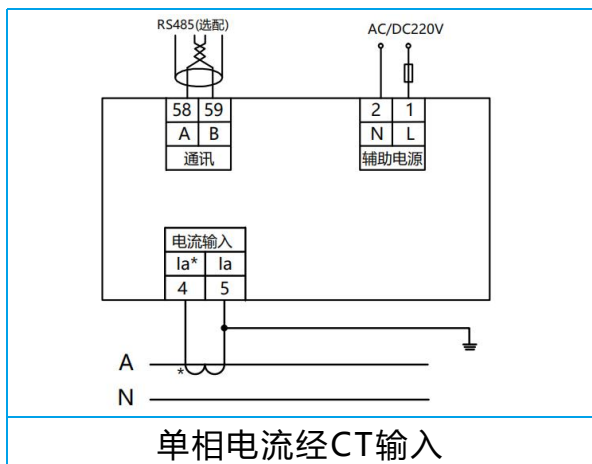 RS485(选配)
AC/DC220V
58 59
A B
通讯
2 1
N L
辅助电源
电流输入
Ia* Ia
4 5
A
*
N
单相电流经CT输入